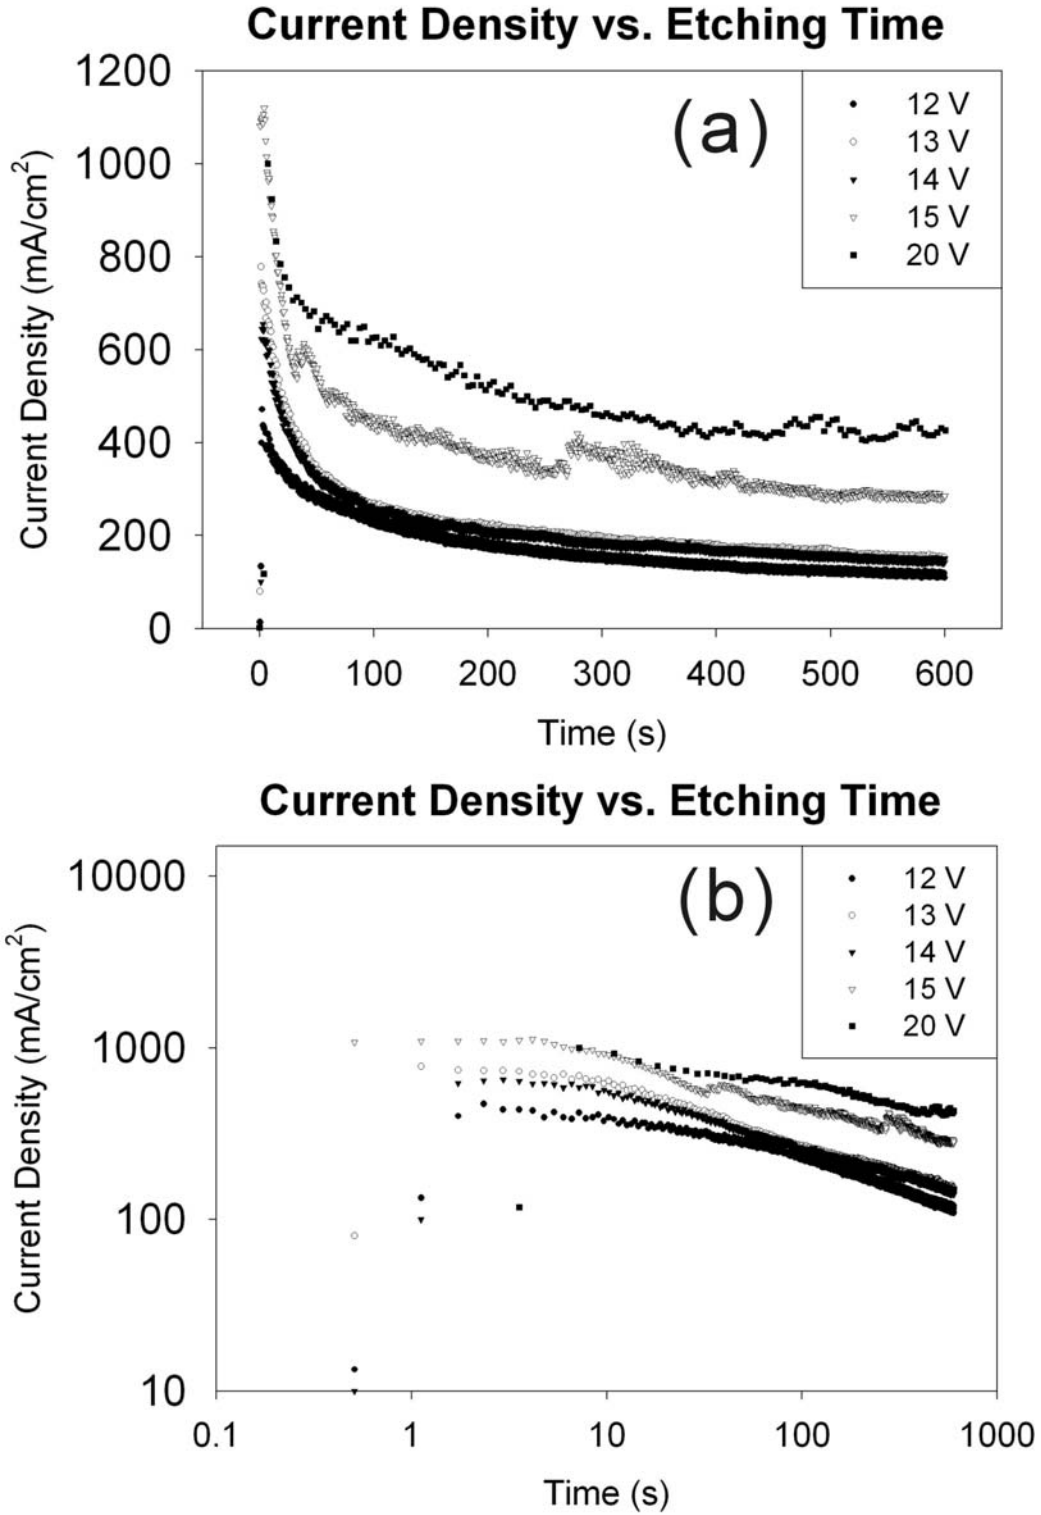 Current Density vs. Etching Time
(a)
12 V
13 V
14 V
15 V
20 V
Current Density (mA/cm²)
1200
1000
800
600
400
200
0
0 100 200 300 400 500 600
Time (s)
Current Density vs. Etching Time
(b)
12 V
13 V
14 V
15 V
20 V
Current Density (mA/cm²)
10000
1000
100
10
0.1 1 10 100 1000
Time (s)